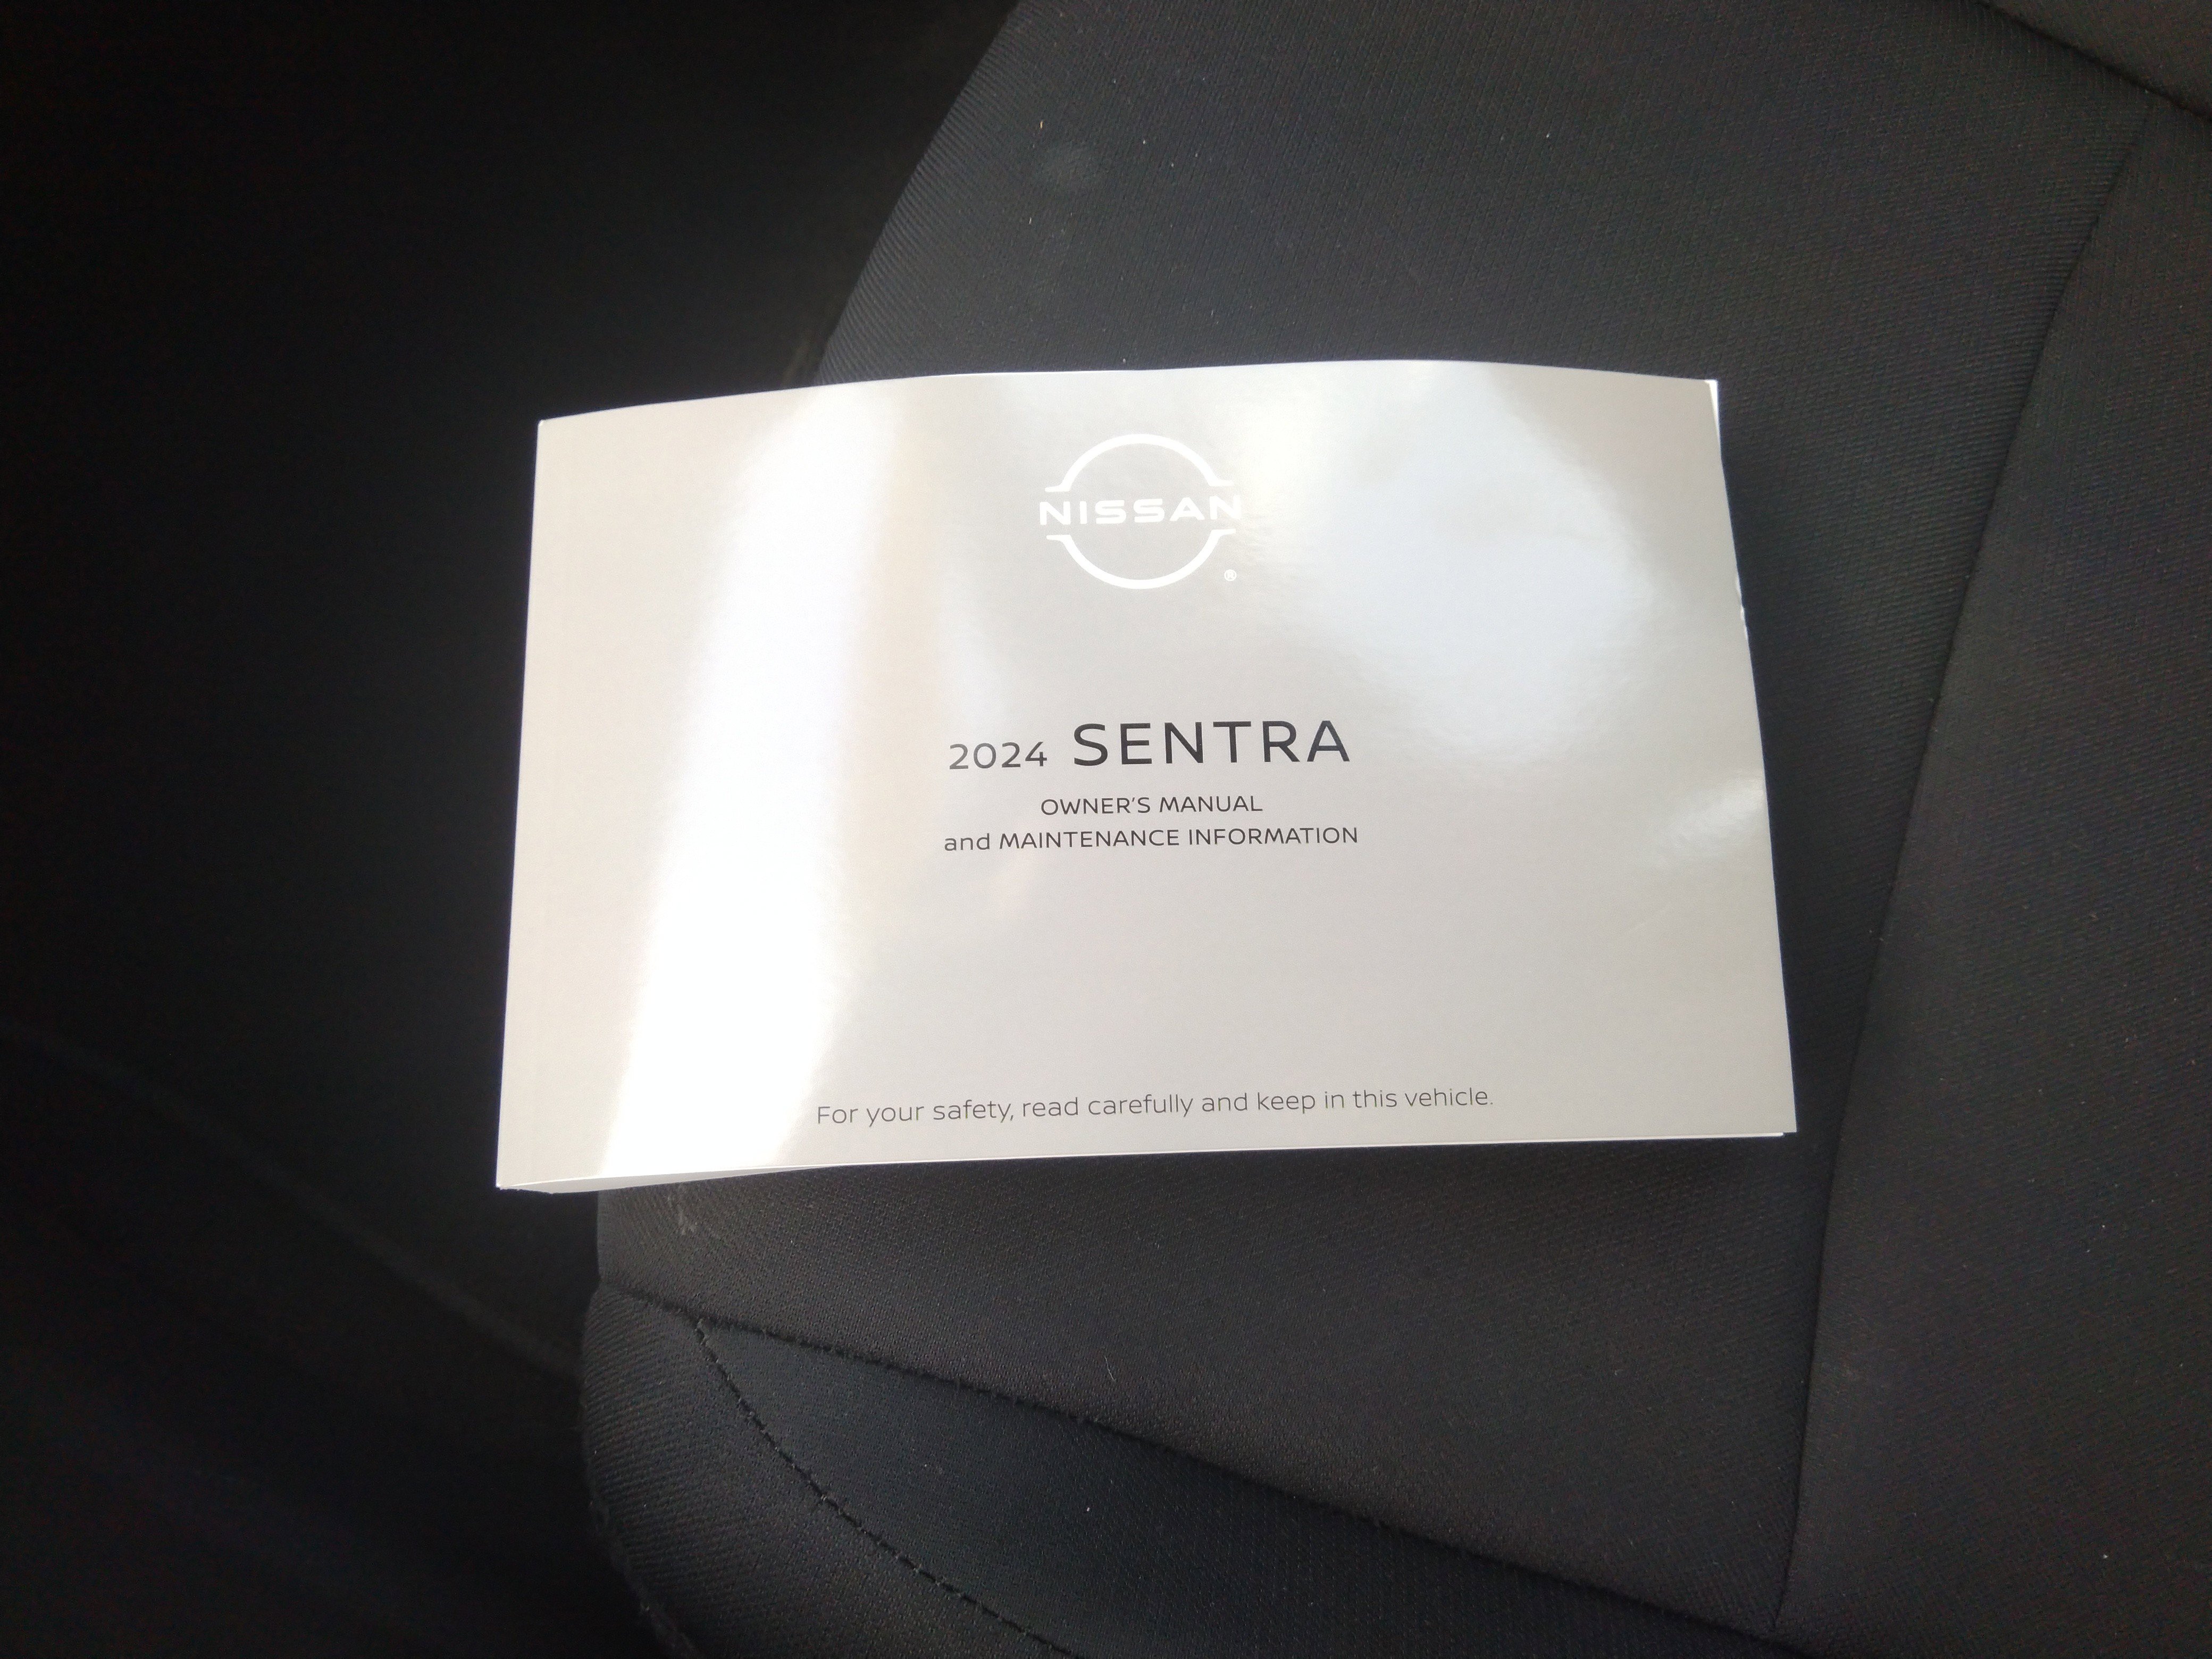 NISSAN
®
2024 SENTRA
OWNER'S MANUAL
and MAINTENANCE INFORMATION
For your safety, read carefully and keep in this vehicle.